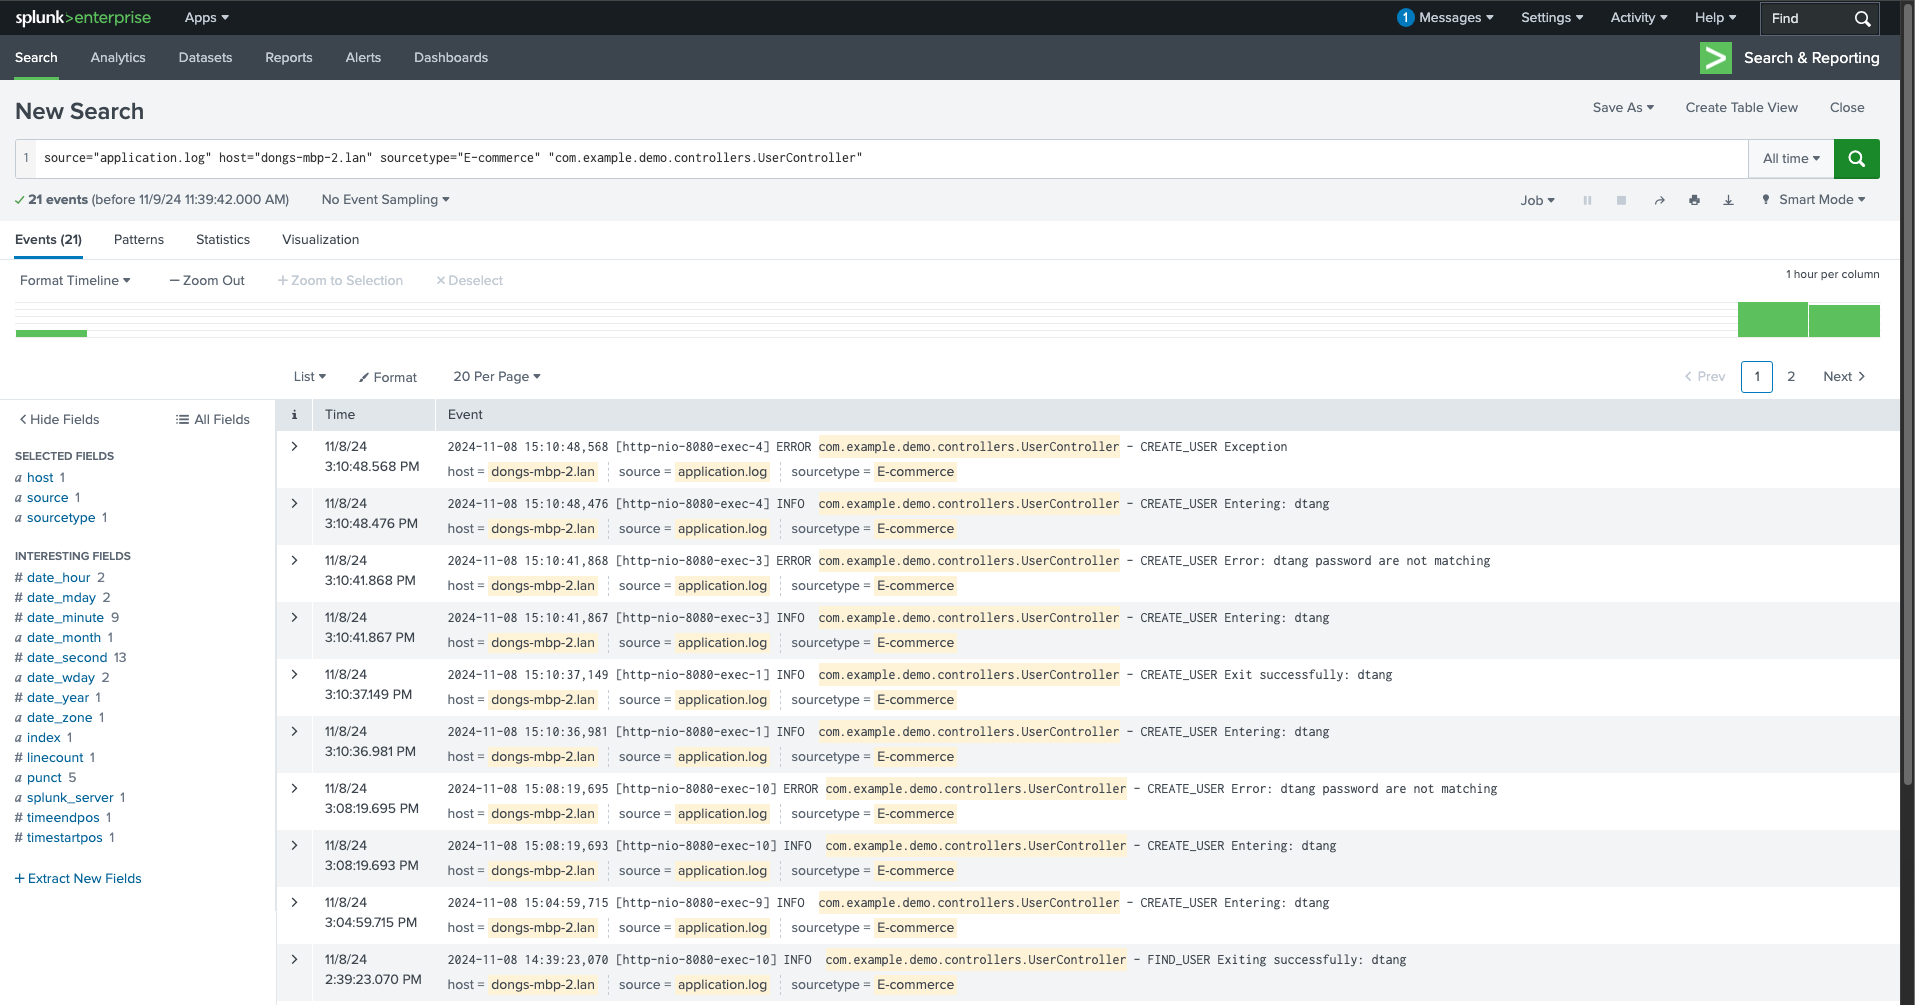 splunk>enterprise Apps 1 Messages Settings Activity Help Find
Search Analytics Datasets Reports Alerts Dashboards Search & Reporting
New Search Save As Create Table View Close
1 source="application.log" host="dongs-mbp-2.lan" sourcetype="E-commerce" "com.example.demo.controllers.UserController" All time
21 events (before 11/9/24 11:39:42.000 AM) No Event Sampling Job Smart Mode
Events (21) Patterns Statistics Visualization
Format Timeline — Zoom Out + Zoom to Selection × Deselect 1 hour per column
List Format 20 Per Page < Prev 1 2 Next >
< Hide Fields All Fields
SELECTED FIELDS
a host 1
a source 1
a sourcetype 1
INTERESTING FIELDS
# date_hour 2
# date_mday 2
# date_minute 9
a date_month 1
# date_second 13
a date_wday 2
# date_year 1
a date_zone 1
a index 1
# linecount 1
a punct 5
a splunk_server 1
# timeendpos 1
# timestartpos 1
+ Extract New Fields
i Time Event
> 11/8/24 2024-11-08 15:10:48,568 [http-nio-8080-exec-4] ERROR com.example.demo.controllers.UserController - CREATE_USER Exception
3:10:48.568 PM host = dongs-mbp-2.lan source = application.log sourcetype = E-commerce
> 11/8/24 2024-11-08 15:10:48,476 [http-nio-8080-exec-4] INFO com.example.demo.controllers.UserController - CREATE_USER Entering: dtang
3:10:48.476 PM host = dongs-mbp-2.lan source = application.log sourcetype = E-commerce
> 11/8/24 2024-11-08 15:10:41,868 [http-nio-8080-exec-3] ERROR com.example.demo.controllers.UserController - CREATE_USER Error: dtang password are not matching
3:10:41.868 PM host = dongs-mbp-2.lan source = application.log sourcetype = E-commerce
> 11/8/24 2024-11-08 15:10:41,867 [http-nio-8080-exec-3] INFO com.example.demo.controllers.UserController - CREATE_USER Entering: dtang
3:10:41.867 PM host = dongs-mbp-2.lan source = application.log sourcetype = E-commerce
> 11/8/24 2024-11-08 15:10:37,149 [http-nio-8080-exec-1] INFO com.example.demo.controllers.UserController - CREATE_USER Exit successfully: dtang
3:10:37.149 PM host = dongs-mbp-2.lan source = application.log sourcetype = E-commerce
> 11/8/24 2024-11-08 15:10:36,981 [http-nio-8080-exec-1] INFO com.example.demo.controllers.UserController - CREATE_USER Entering: dtang
3:10:36.981 PM host = dongs-mbp-2.lan source = application.log sourcetype = E-commerce
> 11/8/24 2024-11-08 15:08:19,695 [http-nio-8080-exec-10] ERROR com.example.demo.controllers.UserController - CREATE_USER Error: dtang password are not matching
3:08:19.695 PM host = dongs-mbp-2.lan source = application.log sourcetype = E-commerce
> 11/8/24 2024-11-08 15:08:19,693 [http-nio-8080-exec-10] INFO com.example.demo.controllers.UserController - CREATE_USER Entering: dtang
3:08:19.693 PM host = dongs-mbp-2.lan source = application.log sourcetype = E-commerce
> 11/8/24 2024-11-08 15:04:59,715 [http-nio-8080-exec-9] INFO com.example.demo.controllers.UserController - CREATE_USER Entering: dtang
3:04:59.715 PM host = dongs-mbp-2.lan source = application.log sourcetype = E-commerce
> 11/8/24 2024-11-08 14:39:23,070 [http-nio-8080-exec-10] INFO com.example.demo.controllers.UserController - FIND_USER Exiting successfully: dtang
2:39:23.070 PM host = dongs-mbp-2.lan source = application.log sourcetype = E-commerce